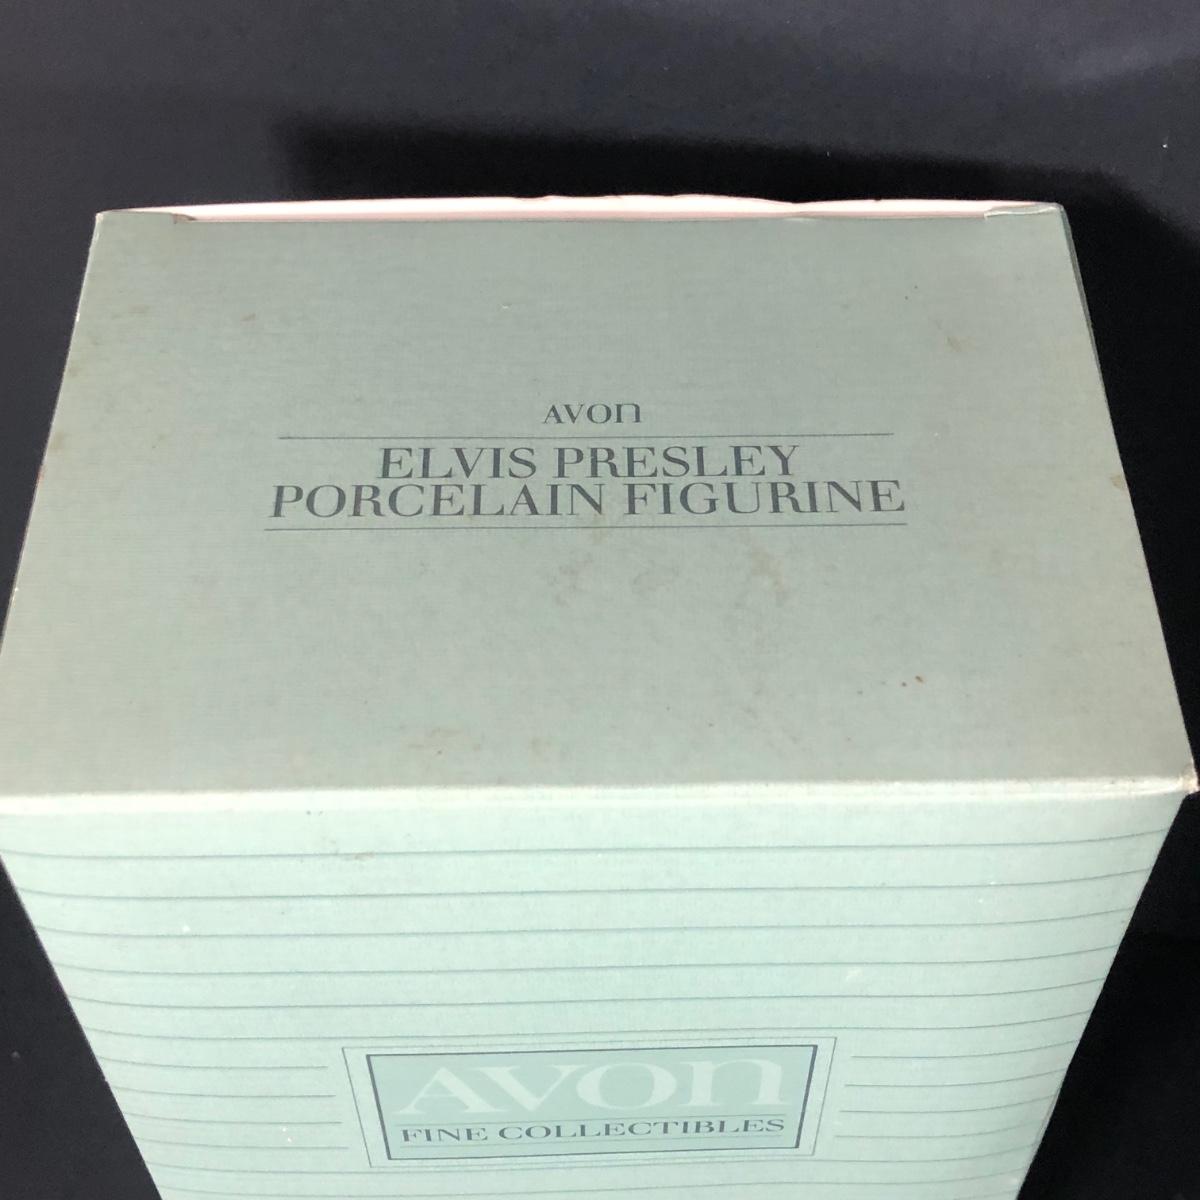 AVON
ELVIS PRESLEY
PORCELAIN FIGURINE
AVON
FINE COLLECTIBLES